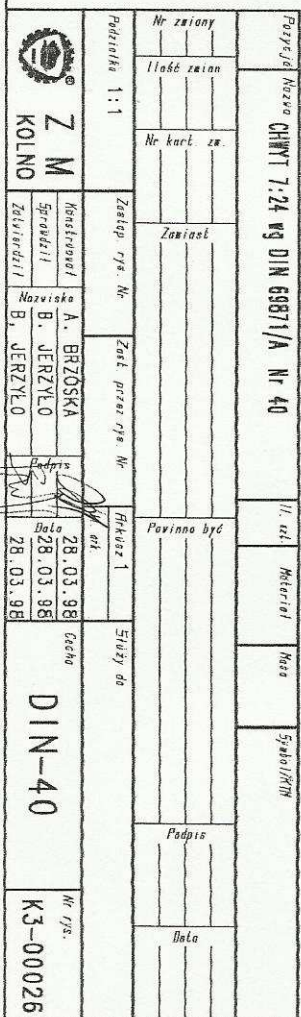 Pozycja Nazwa Il. szt. Materiał Masa Symbol/KTM
CHWYT 7:24 wg DIN 69871/A Nr 40
Nr zmiany Ilość zmian Nr kart. zm. Zamiast Powinno być Podpis Data
Podziałka 1:1 Zastęp. rys. Nr Zast. przez rys. Nr Arkusz 1 ark. Służy do
Z M
KOLNO
Nazwiska Podpis Data
Konstruował A. BRZÓSKA 28.03.98
Sprawdził B. JERZYŁO 28.03.98
Zatwierdził B. JERZYŁO 28.03.98
Cecha
DIN-40
Nr rys.
K3-00026